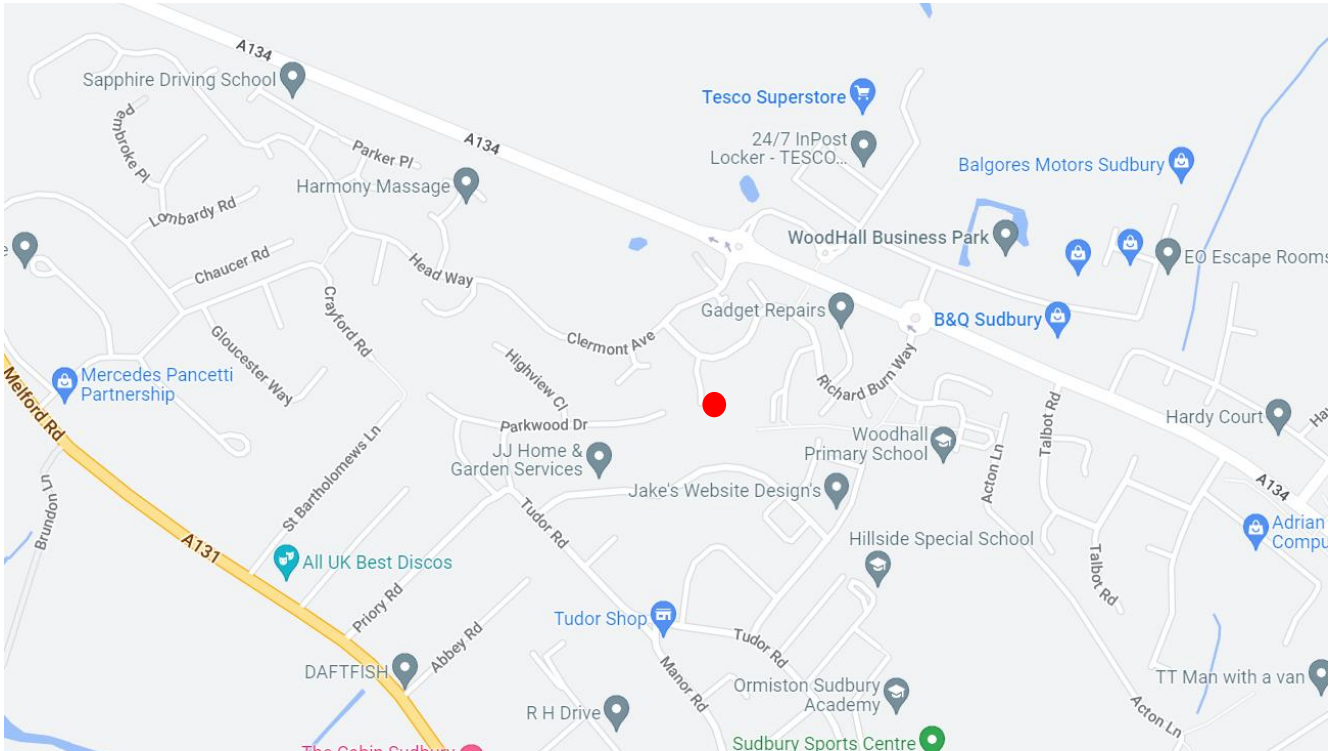 A134
Sapphire Driving School
Pembroke Pl
Parker Pl
A134
Tesco Superstore
24/7 InPost
Locker - TESCO...
Balgores Motors Sudbury
Harmony Massage
Lombardy Rd
WoodHall Business Park
EO Escape Rooms
Chaucer Rd
Head Way
Crayford Rd
Gadget Repairs
B&Q Sudbury
Clermont Ave
Gloucester Way
Highview Cl
Richard Burn Way
Melford Rd
Mercedes Pancetti
Partnership
Talbot Rd
Hardy Court
Parkwood Dr
Woodhall
Primary School
JJ Home &
Garden Services
St Bartholomews Ln
Acton Ln
Jake's Website Design's
A134
Brundon Ln
Tudor Rd
Adrian
Compu
A131
Hillside Special School
All UK Best Discos
Talbot Rd
Priory Rd
Tudor Shop
Abbey Rd
Tudor Rd
DAFTFISH
Manor Rd
Ormiston Sudbury
Academy
TT Man with a van
R H Drive
Acton Ln
The Cabin Sudbury
Sudbury Sports Centre